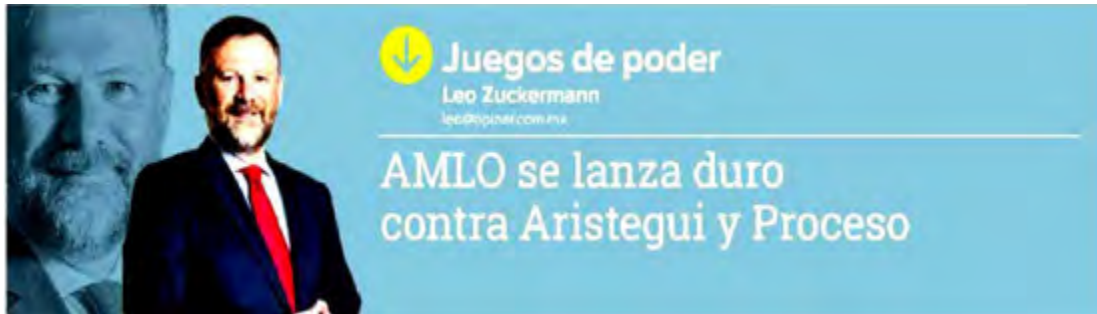 Juegos de poder
Leo Zuckermann
AMLO se lanza duro
contra Aristegui y Proceso